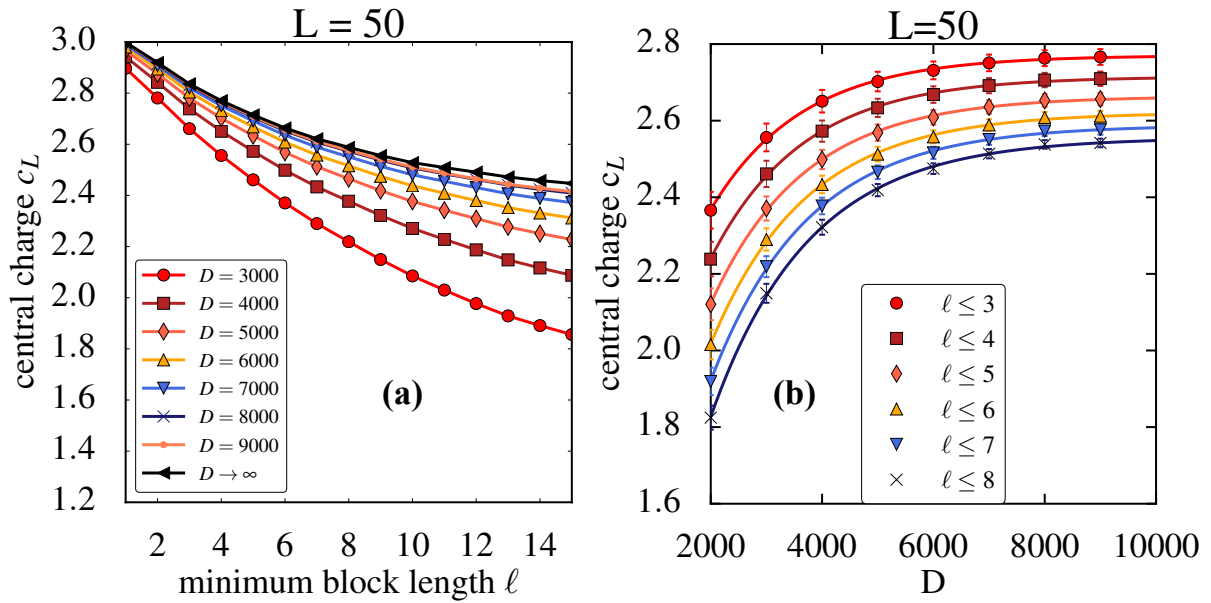 L = 50
central charge c_L
3.0
2.8
2.6
2.4
2.2
2.0
1.8
1.6
1.4
1.2
D = 3000
D = 4000
D = 5000
D = 6000
D = 7000
D = 8000
D = 9000
D → ∞
(a)
2 4 6 8 10 12 14
minimum block length ℓ
L=50
central charge c_L
2.8
2.6
2.4
2.2
2.0
1.8
1.6
(b)
ℓ ≤ 3
ℓ ≤ 4
ℓ ≤ 5
ℓ ≤ 6
ℓ ≤ 7
ℓ ≤ 8
2000 4000 6000 8000 10000
D